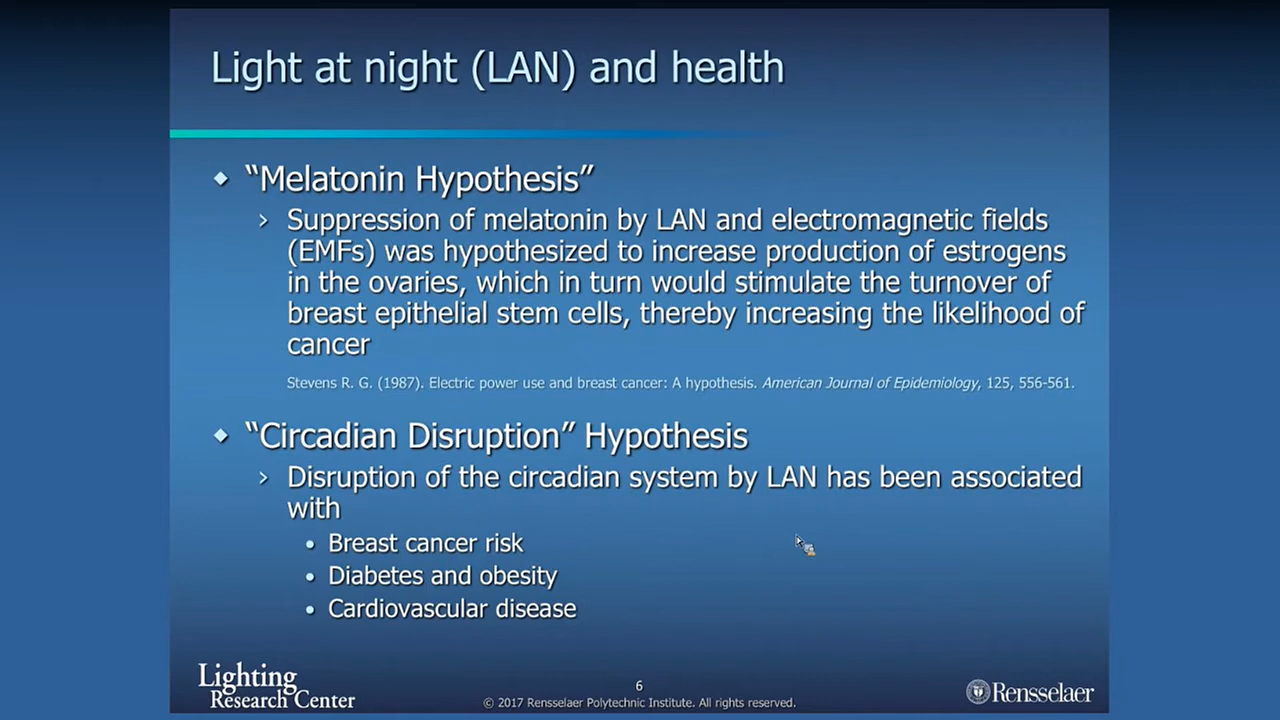 Light at night (LAN) and health
“Melatonin Hypothesis”
Suppression of melatonin by LAN and electromagnetic fields
(EMFs) was hypothesized to increase production of estrogens
in the ovaries, which in turn would stimulate the turnover of
breast epithelial stem cells, thereby increasing the likelihood of
cancer
Stevens R. G. (1987). Electric power use and breast cancer: A hypothesis. American Journal of Epidemiology, 125, 556-561.
“Circadian Disruption” Hypothesis
Disruption of the circadian system by LAN has been associated
with
Breast cancer risk
Diabetes and obesity
Cardiovascular disease
Lighting
Research Center
6
© 2017 Rensselaer Polytechnic Institute. All rights reserved.
Rensselaer